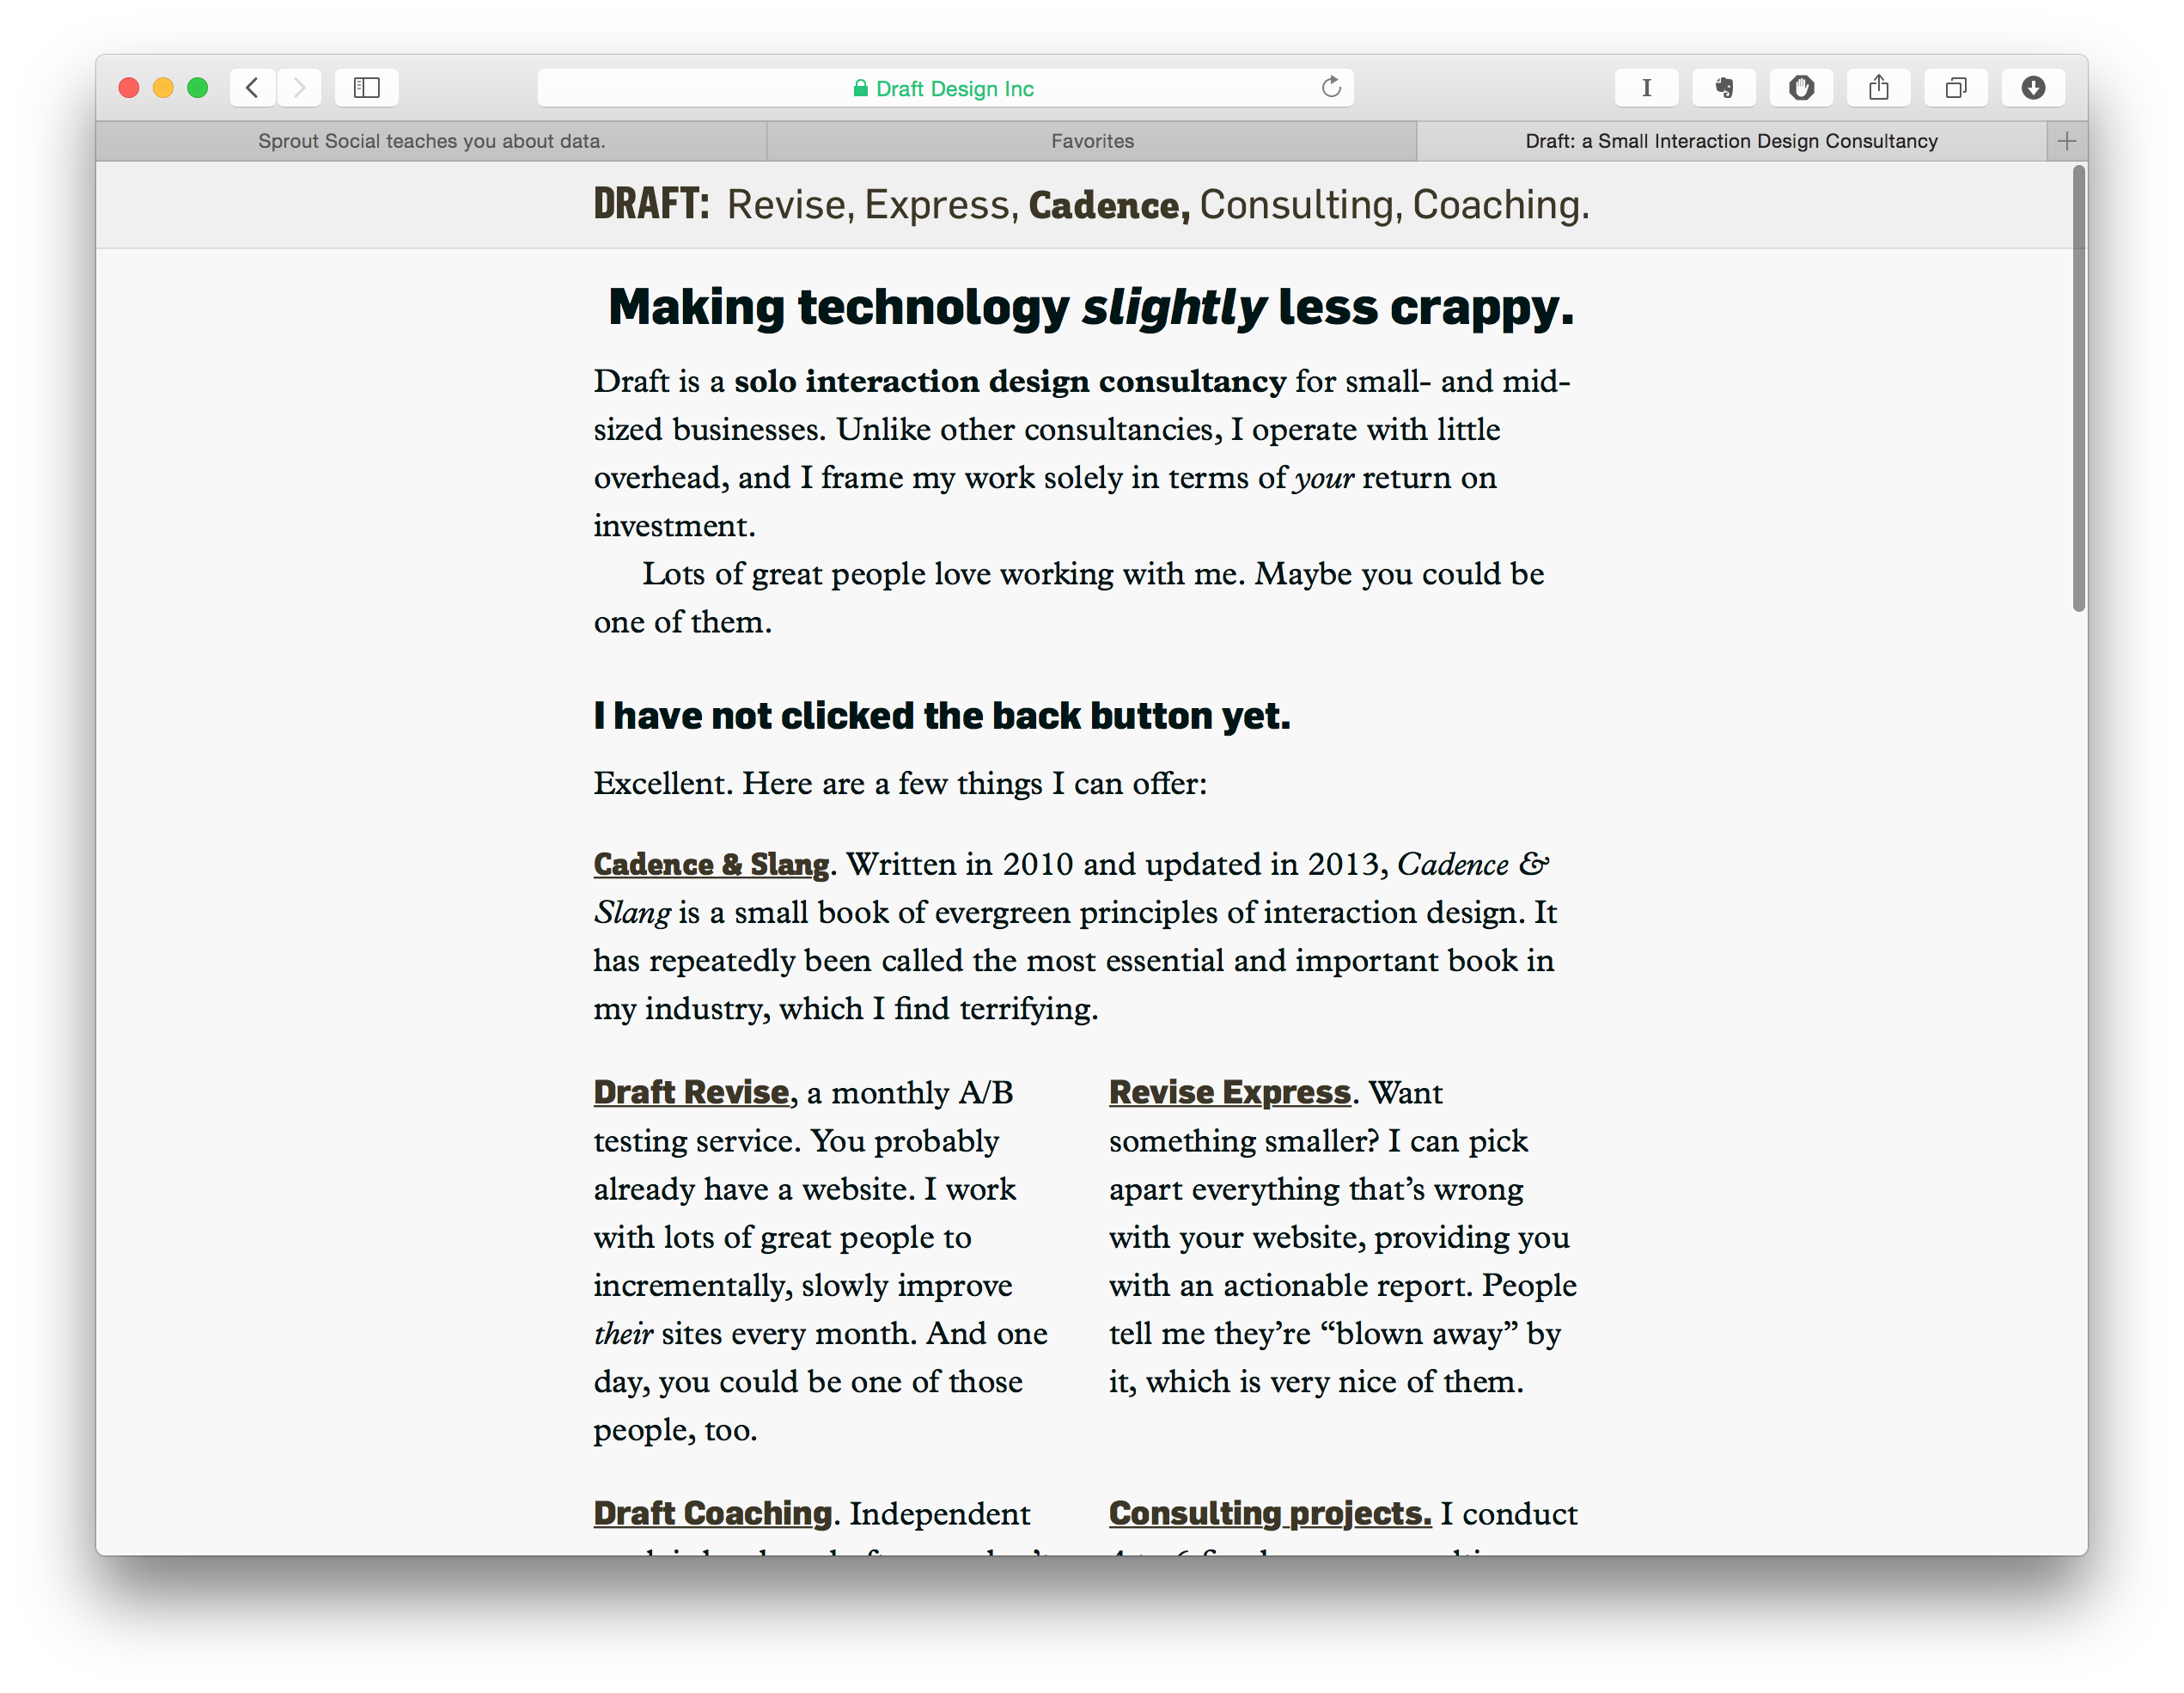 Draft Design Inc
I
Sprout Social teaches you about data.
Favorites
Draft: a Small Interaction Design Consultancy
DRAFT: Revise, Express, Cadence, Consulting, Coaching.
Making technology slightly less crappy.
Draft is a solo interaction design consultancy for small- and mid-
sized businesses. Unlike other consultancies, I operate with little
overhead, and I frame my work solely in terms of your return on
investment.
Lots of great people love working with me. Maybe you could be
one of them.
I have not clicked the back button yet.
Excellent. Here are a few things I can offer:
Cadence & Slang. Written in 2010 and updated in 2013, Cadence &
Slang is a small book of evergreen principles of interaction design. It
has repeatedly been called the most essential and important book in
my industry, which I find terrifying.
Draft Revise, a monthly A/B
testing service. You probably
already have a website. I work
with lots of great people to
incrementally, slowly improve
their sites every month. And one
day, you could be one of those
people, too.
Revise Express. Want
something smaller? I can pick
apart everything that’s wrong
with your website, providing you
with an actionable report. People
tell me they’re “blown away” by
it, which is very nice of them.
Draft Coaching. Independent
Consulting projects. I conduct